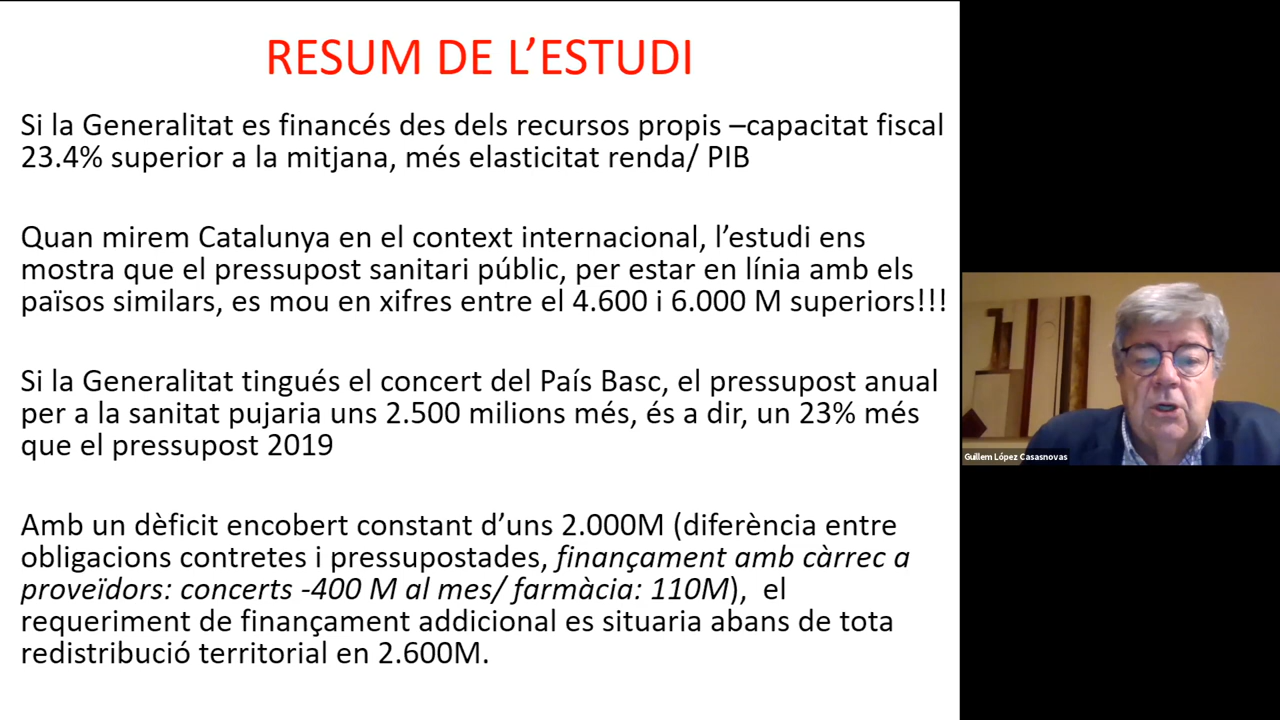 RESUM DE L’ESTUDI
Si la Generalitat es financés des dels recursos propis –capacitat fiscal
23.4% superior a la mitjana, més elasticitat renda/ PIB
Quan mirem Catalunya en el context internacional, l’estudi ens
mostra que el pressupost sanitari públic, per estar en línia amb els
països similars, es mou en xifres entre el 4.600 i 6.000 M superiors!!!
Si la Generalitat tingués el concert del País Basc, el pressupost anual
per a la sanitat pujaria uns 2.500 milions més, és a dir, un 23% més
que el pressupost 2019
Amb un dèficit encobert constant d’uns 2.000M (diferència entre
obligacions contretes i pressupostades, finançament amb càrrec a
proveïdors: concerts -400 M al mes/ farmàcia: 110M),  el
requeriment de finançament addicional es situaria abans de tota
redistribució territorial en 2.600M.
Guillem López Casasnovas